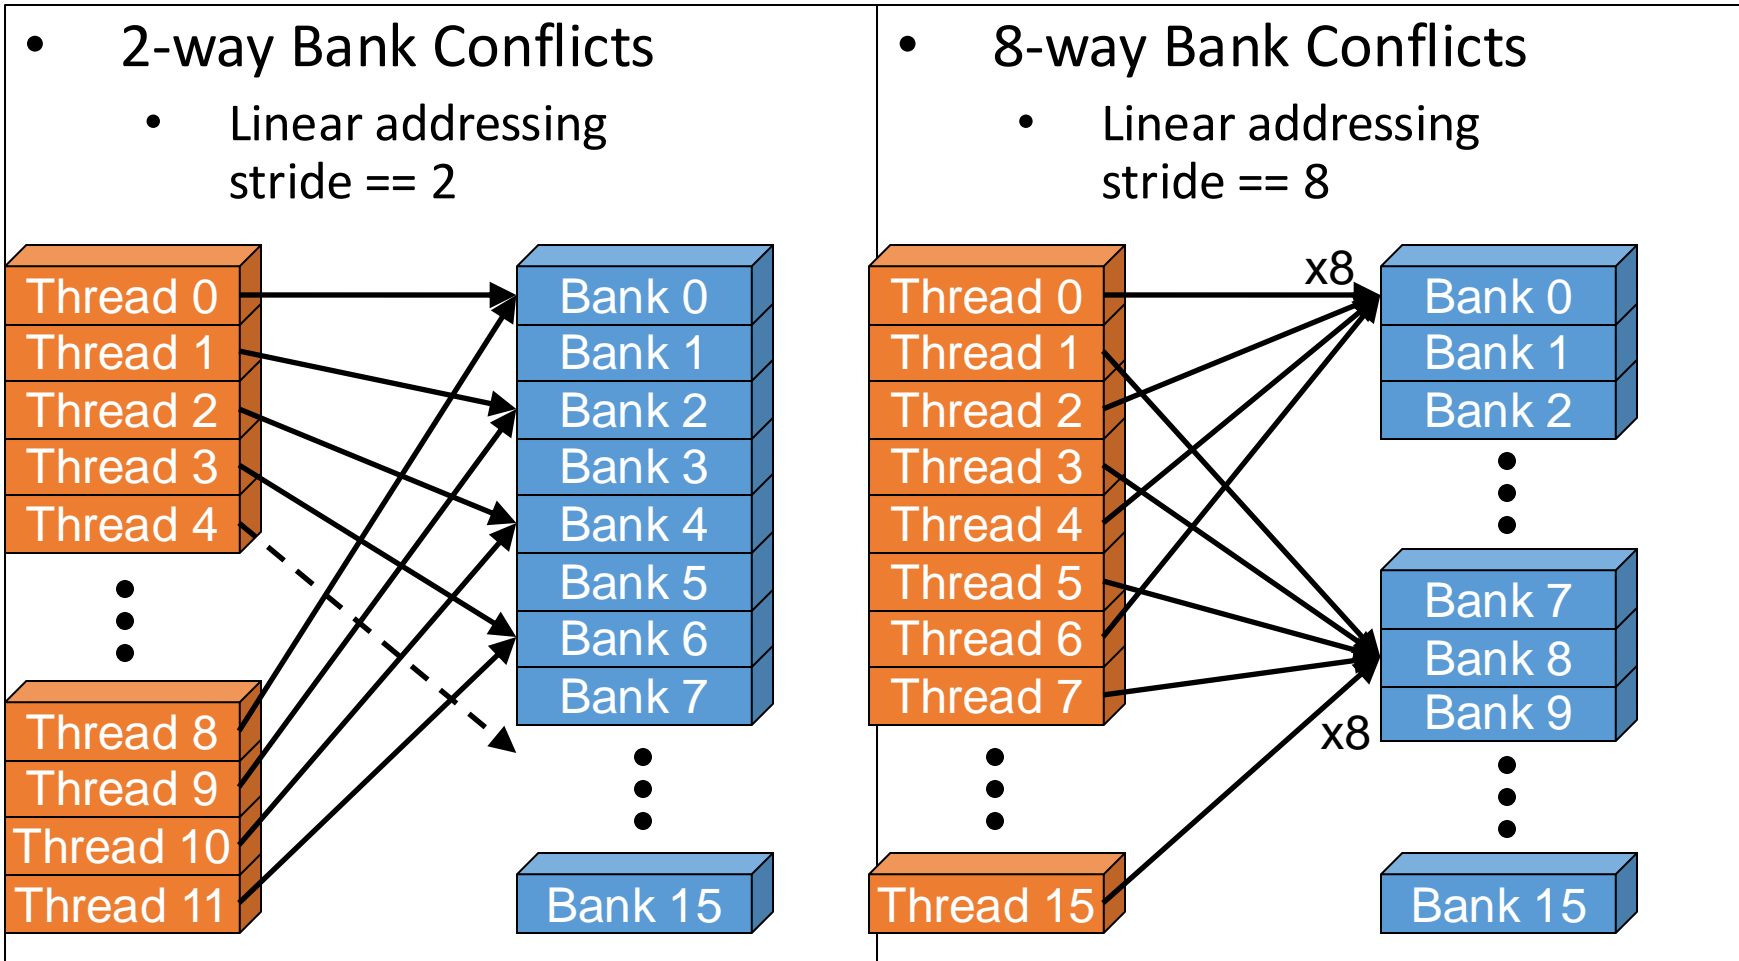 • 2-way Bank Conflicts
• Linear addressing
stride == 2
Thread 0
Thread 1
Thread 2
Thread 3
Thread 4
Thread 8
Thread 9
Thread 10
Thread 11
Bank 0
Bank 1
Bank 2
Bank 3
Bank 4
Bank 5
Bank 6
Bank 7
Bank 15
• 8-way Bank Conflicts
• Linear addressing
stride == 8
Thread 0
Thread 1
Thread 2
Thread 3
Thread 4
Thread 5
Thread 6
Thread 7
Thread 15
x8
x8
Bank 0
Bank 1
Bank 2
Bank 7
Bank 8
Bank 9
Bank 15